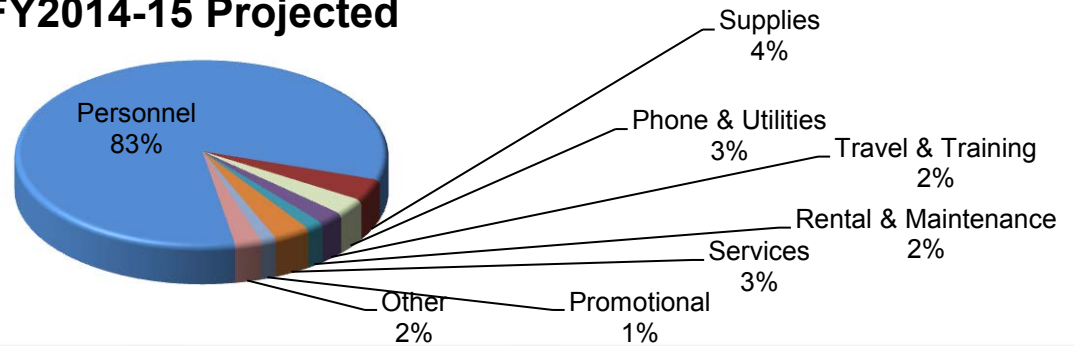 FY2014-15 Projected
Supplies
4%
Personnel
83%
Phone & Utilities
3%
Travel & Training
2%
Rental & Maintenance
2%
Services
3%
Other
2%
Promotional
1%